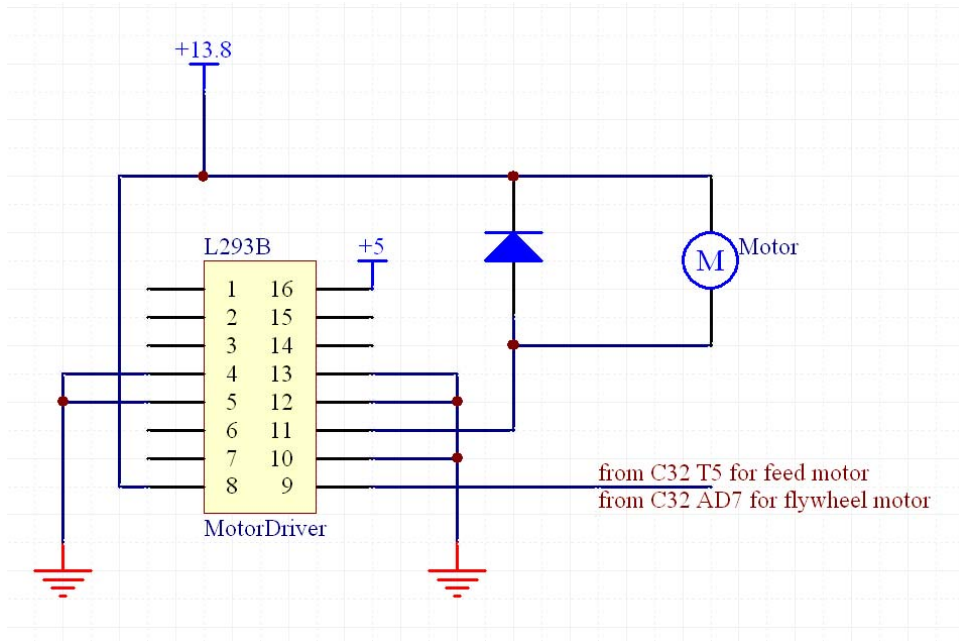 +13.8
L293B
+5
Motor
M
1 16
2 15
3 14
4 13
5 12
6 11
7 10
8 9
from C32 T5 for feed motor
from C32 AD7 for flywheel motor
MotorDriver